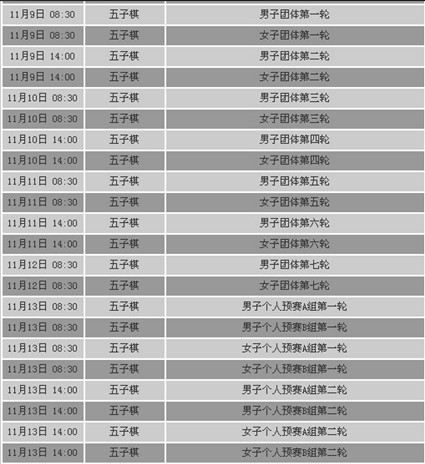 11月9日 08:30 五子棋 男子团体第一轮
11月9日 08:30 五子棋 女子团体第一轮
11月9日 14:00 五子棋 男子团体第二轮
11月9日 14:00 五子棋 女子团体第二轮
11月10日 08:30 五子棋 男子团体第三轮
11月10日 08:30 五子棋 女子团体第三轮
11月10日 14:00 五子棋 男子团体第四轮
11月10日 14:00 五子棋 女子团体第四轮
11月11日 08:30 五子棋 男子团体第五轮
11月11日 08:30 五子棋 女子团体第五轮
11月11日 14:00 五子棋 男子团体第六轮
11月11日 14:00 五子棋 女子团体第六轮
11月12日 08:30 五子棋 男子团体第七轮
11月12日 08:30 五子棋 女子团体第七轮
11月13日 08:30 五子棋 男子个人预赛A组第一轮
11月13日 08:30 五子棋 男子个人预赛B组第一轮
11月13日 08:30 五子棋 女子个人预赛A组第一轮
11月13日 08:30 五子棋 女子个人预赛B组第一轮
11月13日 14:00 五子棋 男子个人预赛A组第二轮
11月13日 14:00 五子棋 男子个人预赛B组第二轮
11月13日 14:00 五子棋 女子个人预赛A组第二轮
11月13日 14:00 五子棋 女子个人预赛B组第二轮